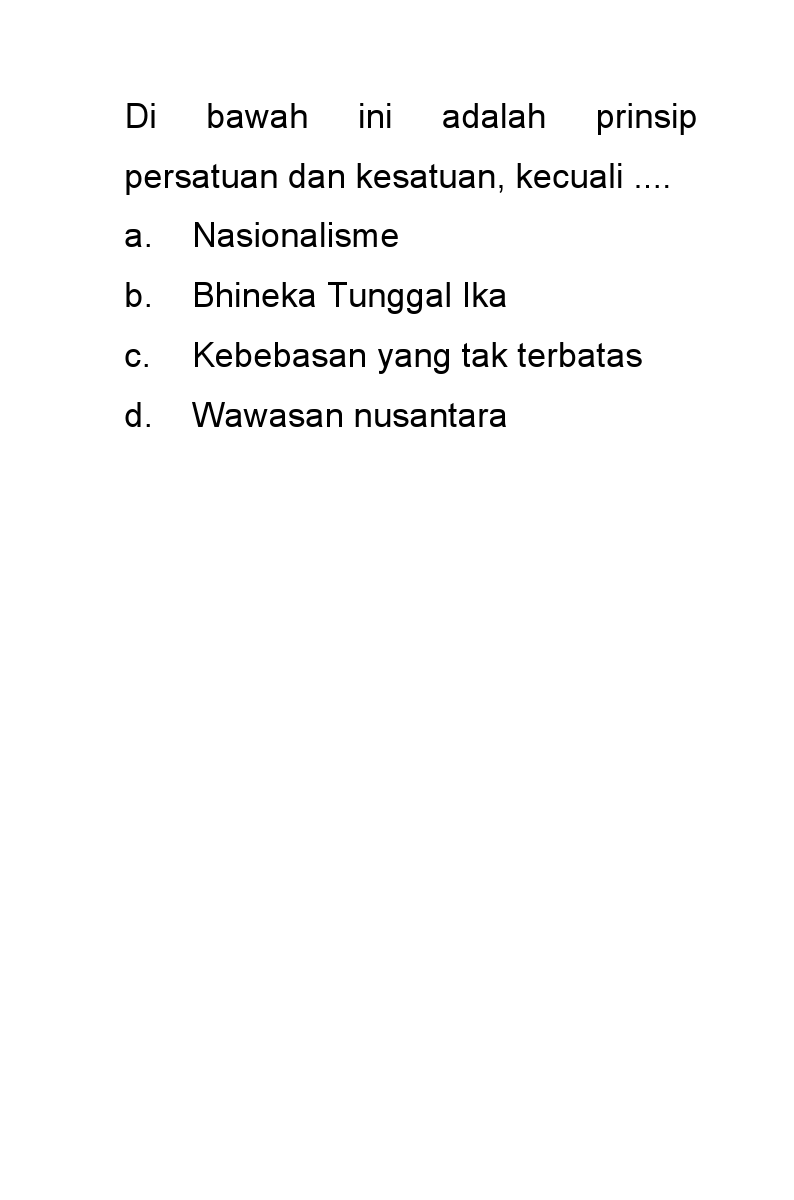 Di bawah ini adalah prinsip
persatuan dan kesatuan, kecuali ....
a. Nasionalisme
b. Bhineka Tunggal Ika
c. Kebebasan yang tak terbatas
d. Wawasan nusantara